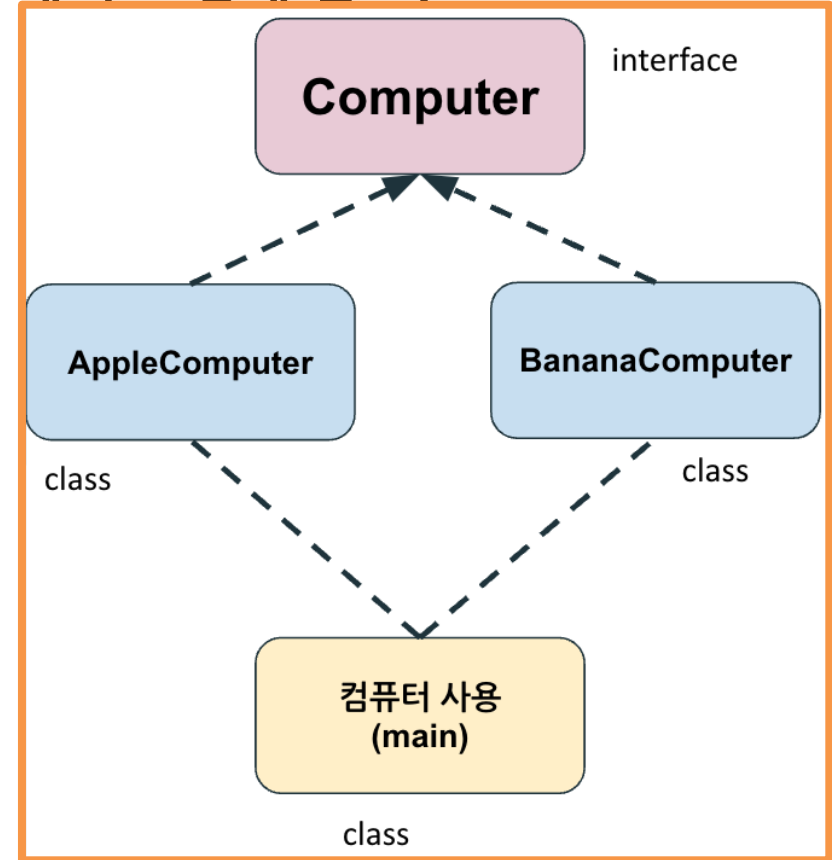 Computer
interface
AppleComputer
BananaComputer
class
class
컴퓨터 사용
(main)
class